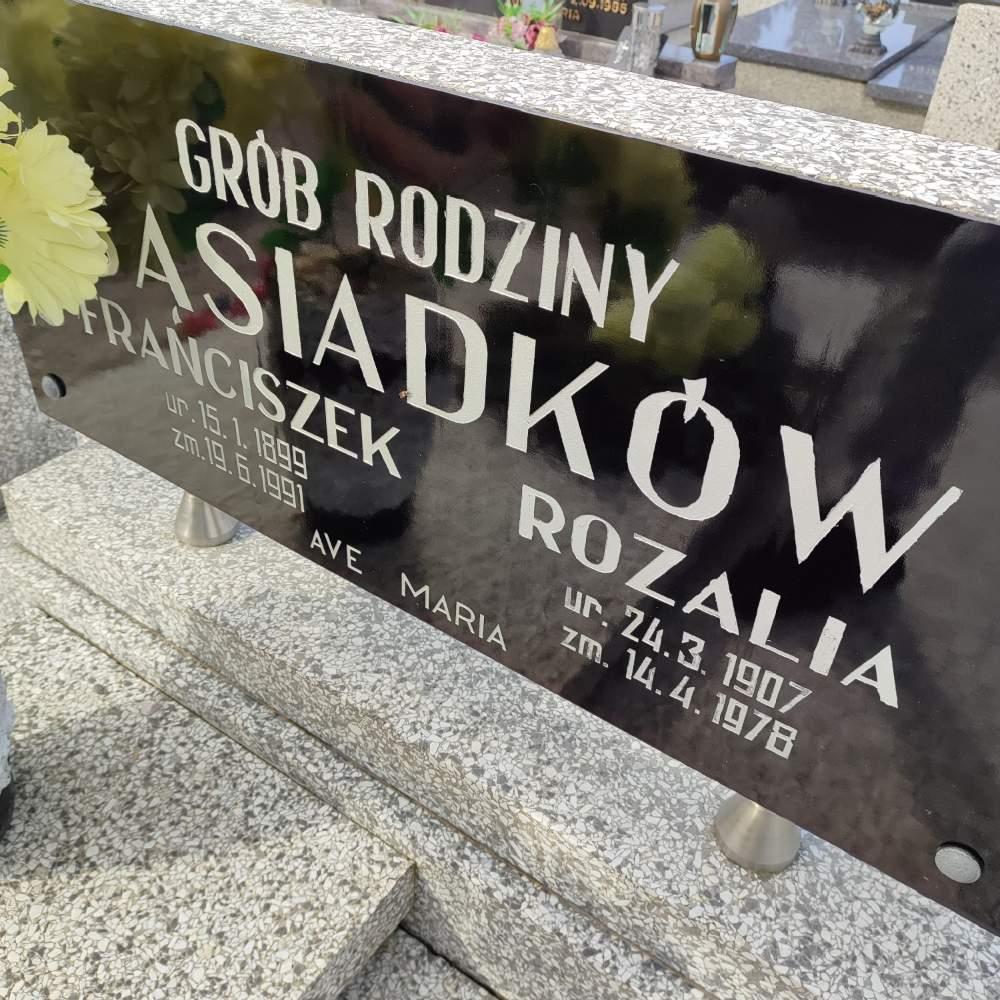 GRÓB RODZINY
SĄSIADKÓW
FRANCISZEK
ur. 15. 1. 1899
zm. 19. 6. 1991
ROZALIA
ur. 24. 3. 1907
zm. 14. 4. 1978
AVE MARIA